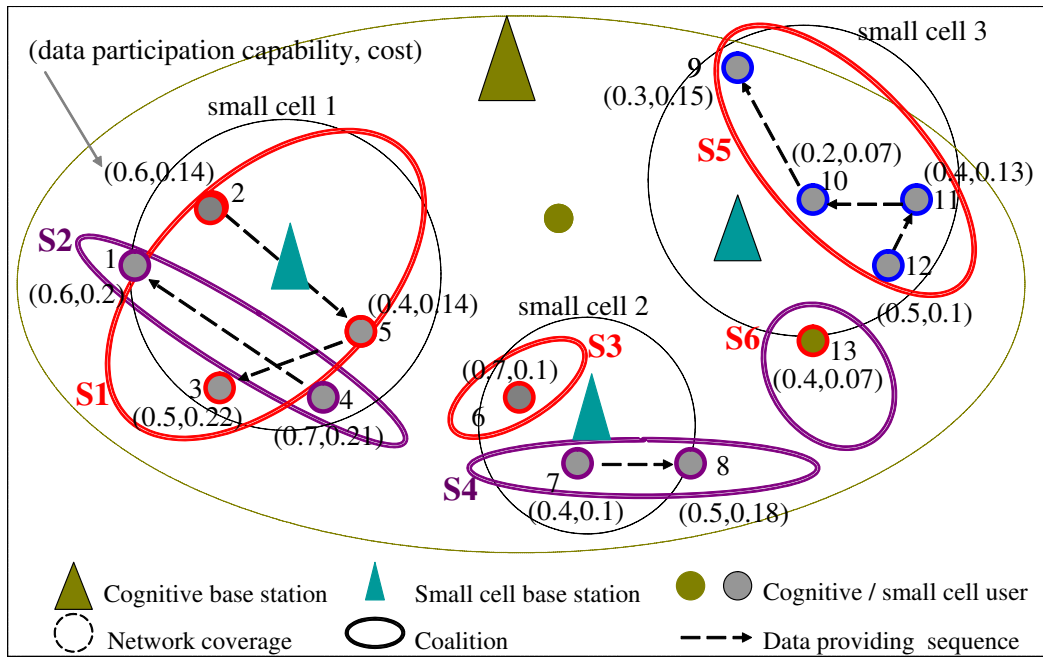 small cell 3
(data participation capability, cost)
9
(0.3,0.15)
small cell 1
S5
(0.2,0.07)
(0.6,0.14)
2
10
(0.4,0.13)
11
S2
1
12
(0.6,0.2)
(0.4,0.14)
5
small cell 2
(0.5,0.1)
S3
S6
13
(0.7,0.1)
(0.4,0.07)
S1
3
4
6
(0.5,0.22)
(0.7,0.21)
S4
7
8
(0.4,0.1)
(0.5,0.18)
Cognitive base station
Small cell base station
Cognitive / small cell user
Network coverage
Coalition
Data providing sequence